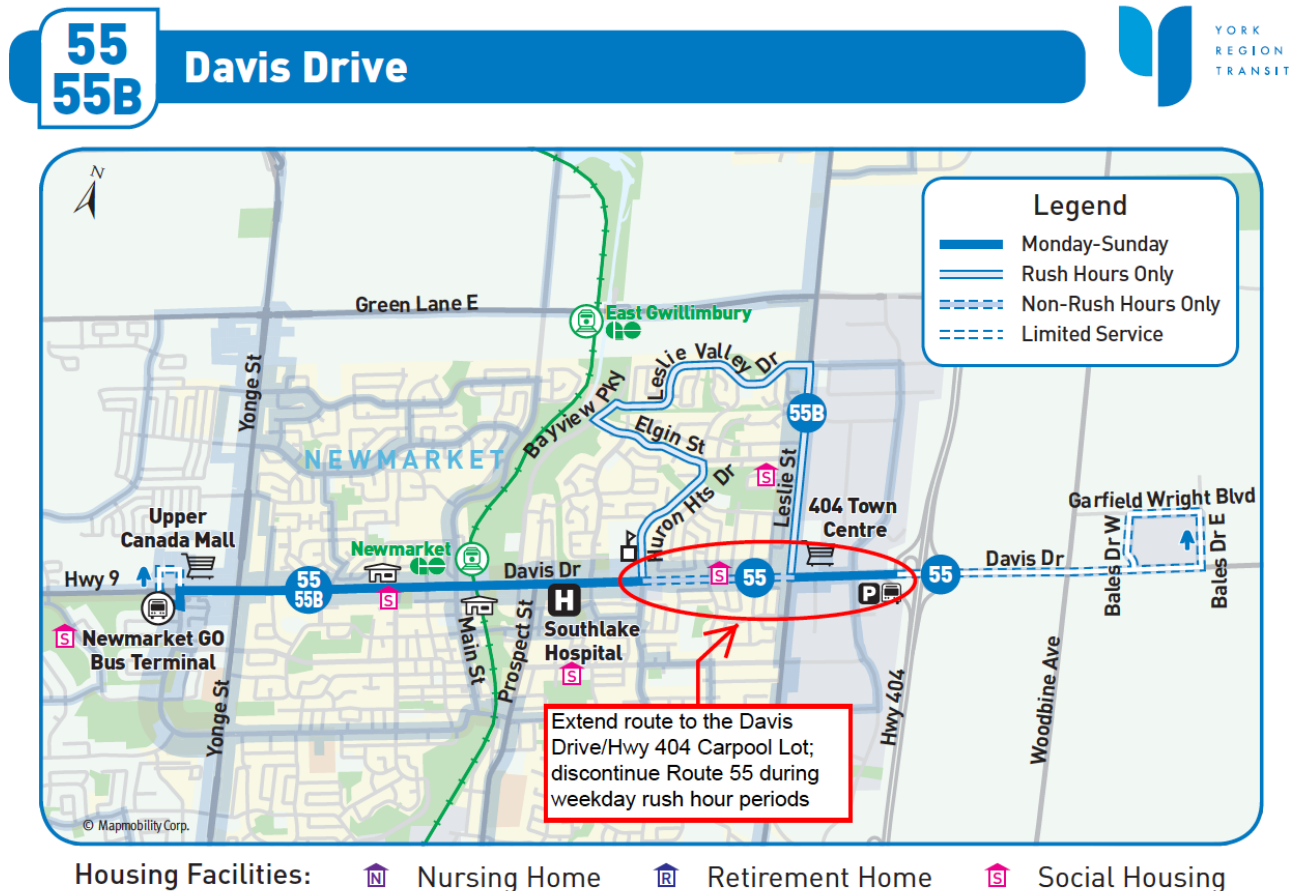 55
55B
Davis Drive
YORK
REGION
TRANSIT
N
Legend
Monday-Sunday
Rush Hours Only
Non-Rush Hours Only
Limited Service
Green Lane E
East Gwillimbury
GO
Yonge St
Bayview Pky
Leslie Valley Dr
55B
Elgin St
NEWMARKET
S
Huron Hts Dr
Leslie St
404 Town
Centre
Garfield Wright Blvd
Upper
Canada Mall
Newmarket
GO
Hwy 9
55
55B
S
Davis Dr
H
S
55
P
55
Davis Dr
Bales Dr W
Bales Dr E
S
Newmarket GO
Bus Terminal
Main St
Prospect St
Southlake
Hospital
S
Yonge St
Hwy 404
Woodbine Ave
Extend route to the Davis
Drive/Hwy 404 Carpool Lot;
discontinue Route 55 during
weekday rush hour periods
© Mapmobility Corp.
Housing Facilities:
N Nursing Home
R Retirement Home
S Social Housing